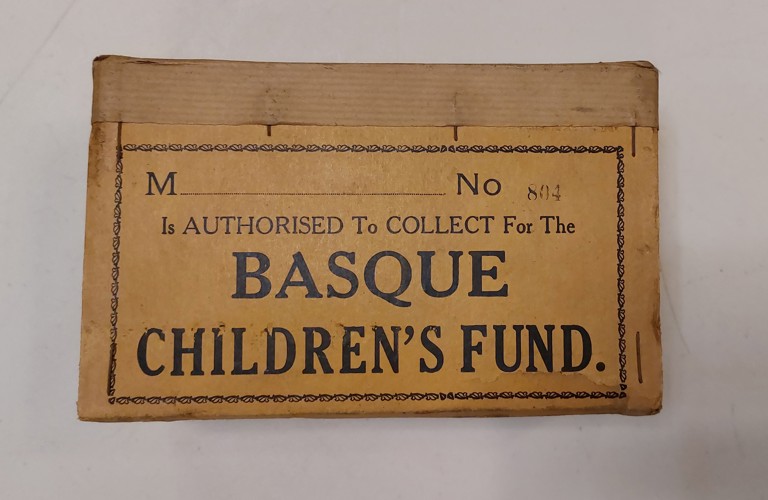 M No 804
Is AUTHORISED To COLLECT For The
BASQUE
CHILDREN'S FUND.